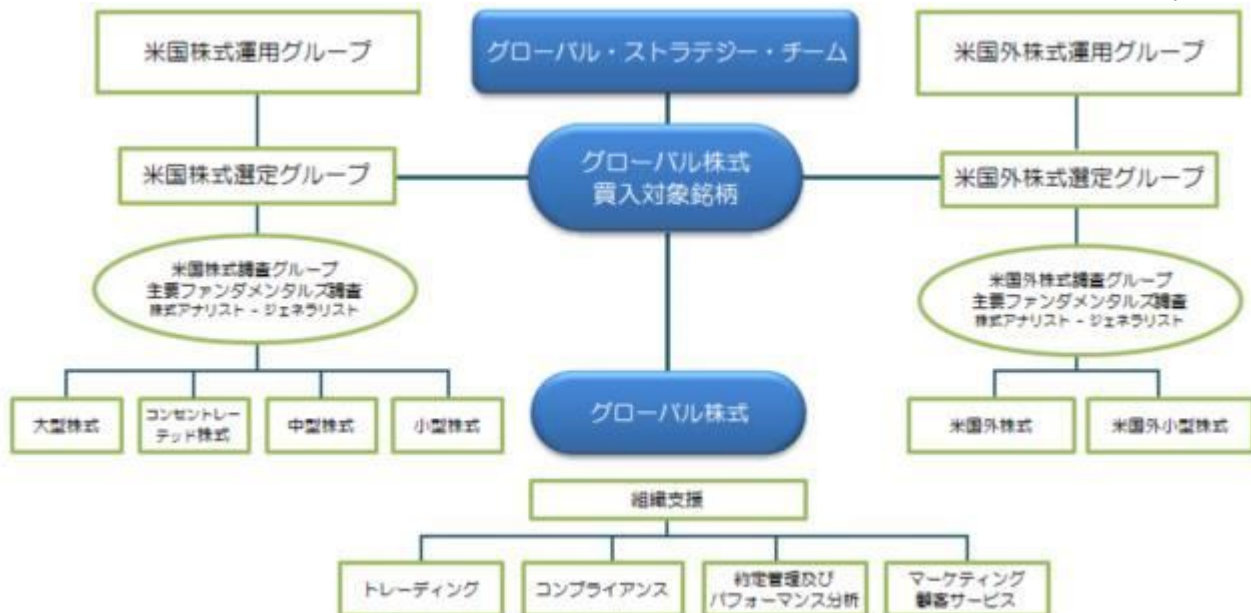 米国株式運用グループ
グローバル・ストラテジー・チーム
米国外株式運用グループ
米国株式選定グループ
グローバル株式
買入対象銘柄
米国外株式選定グループ
米国株式調査グループ
主要ファンダメンタルズ調査
株式アナリスト - ジェネラリスト
米国外株式調査グループ
主要ファンダメンタルズ調査
株式アナリスト - ジェネラリスト
大型株式
コンセントレー
テッド株式
中型株式
小型株式
グローバル株式
米国外株式
米国外小型株式
組織支援
トレーディング
コンプライアンス
約定管理及び
パフォーマンス分析
マーケティング
顧客サービス